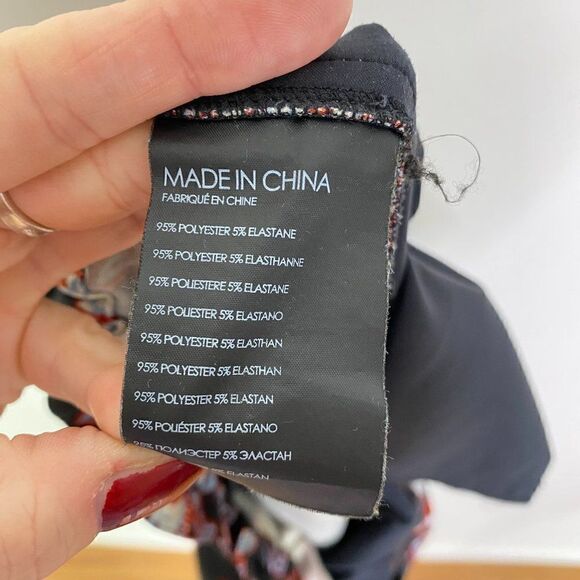 MADE IN CHINA
FABRIQUÉ EN CHINE
95% POLYESTER 5% ELASTANE
95% POLYESTER 5% ELASTHANNE
95% POLIESTERE 5% ELASTANE
95% POLIESTER 5% ELASTANO
95% POLYESTER 5% ELASTHAN
95% POLYESTER 5% ELASTHAN
95% POLYESTER 5% ELASTAN
95% POLIÉSTER 5% ELASTANO
95% ПОЛИЭСТЕР 5% ЭЛАСТАН
5% ELASTAN